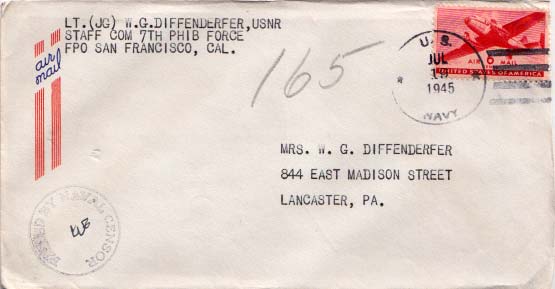 LT.(JG) W.G.DIFFENDERFER,USNR
STAFF COM 7TH PHIB FORCE
FPO SAN FRANCISCO, CAL.
air
mail
165
U.S.
JUL
1945
NAVY
AIR MAIL
UNITED STATES OF AMERICA
MRS. W. G. DIFFENDERFER
844 EAST MADISON STREET
LANCASTER, PA.
PASSED BY NAVAL CENSOR